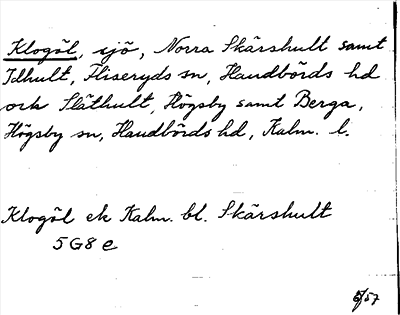 Klogöl, sjö, Norra Skärshult samt
Idhult, Fliseryds sn, Handbörds hd
och Släthult, Högsby samt Berga,
Högsby sn, Handbörds hd, Kalm. l.
Klogöl ek Kalm. bl. Skärshult
5G8e
5/57